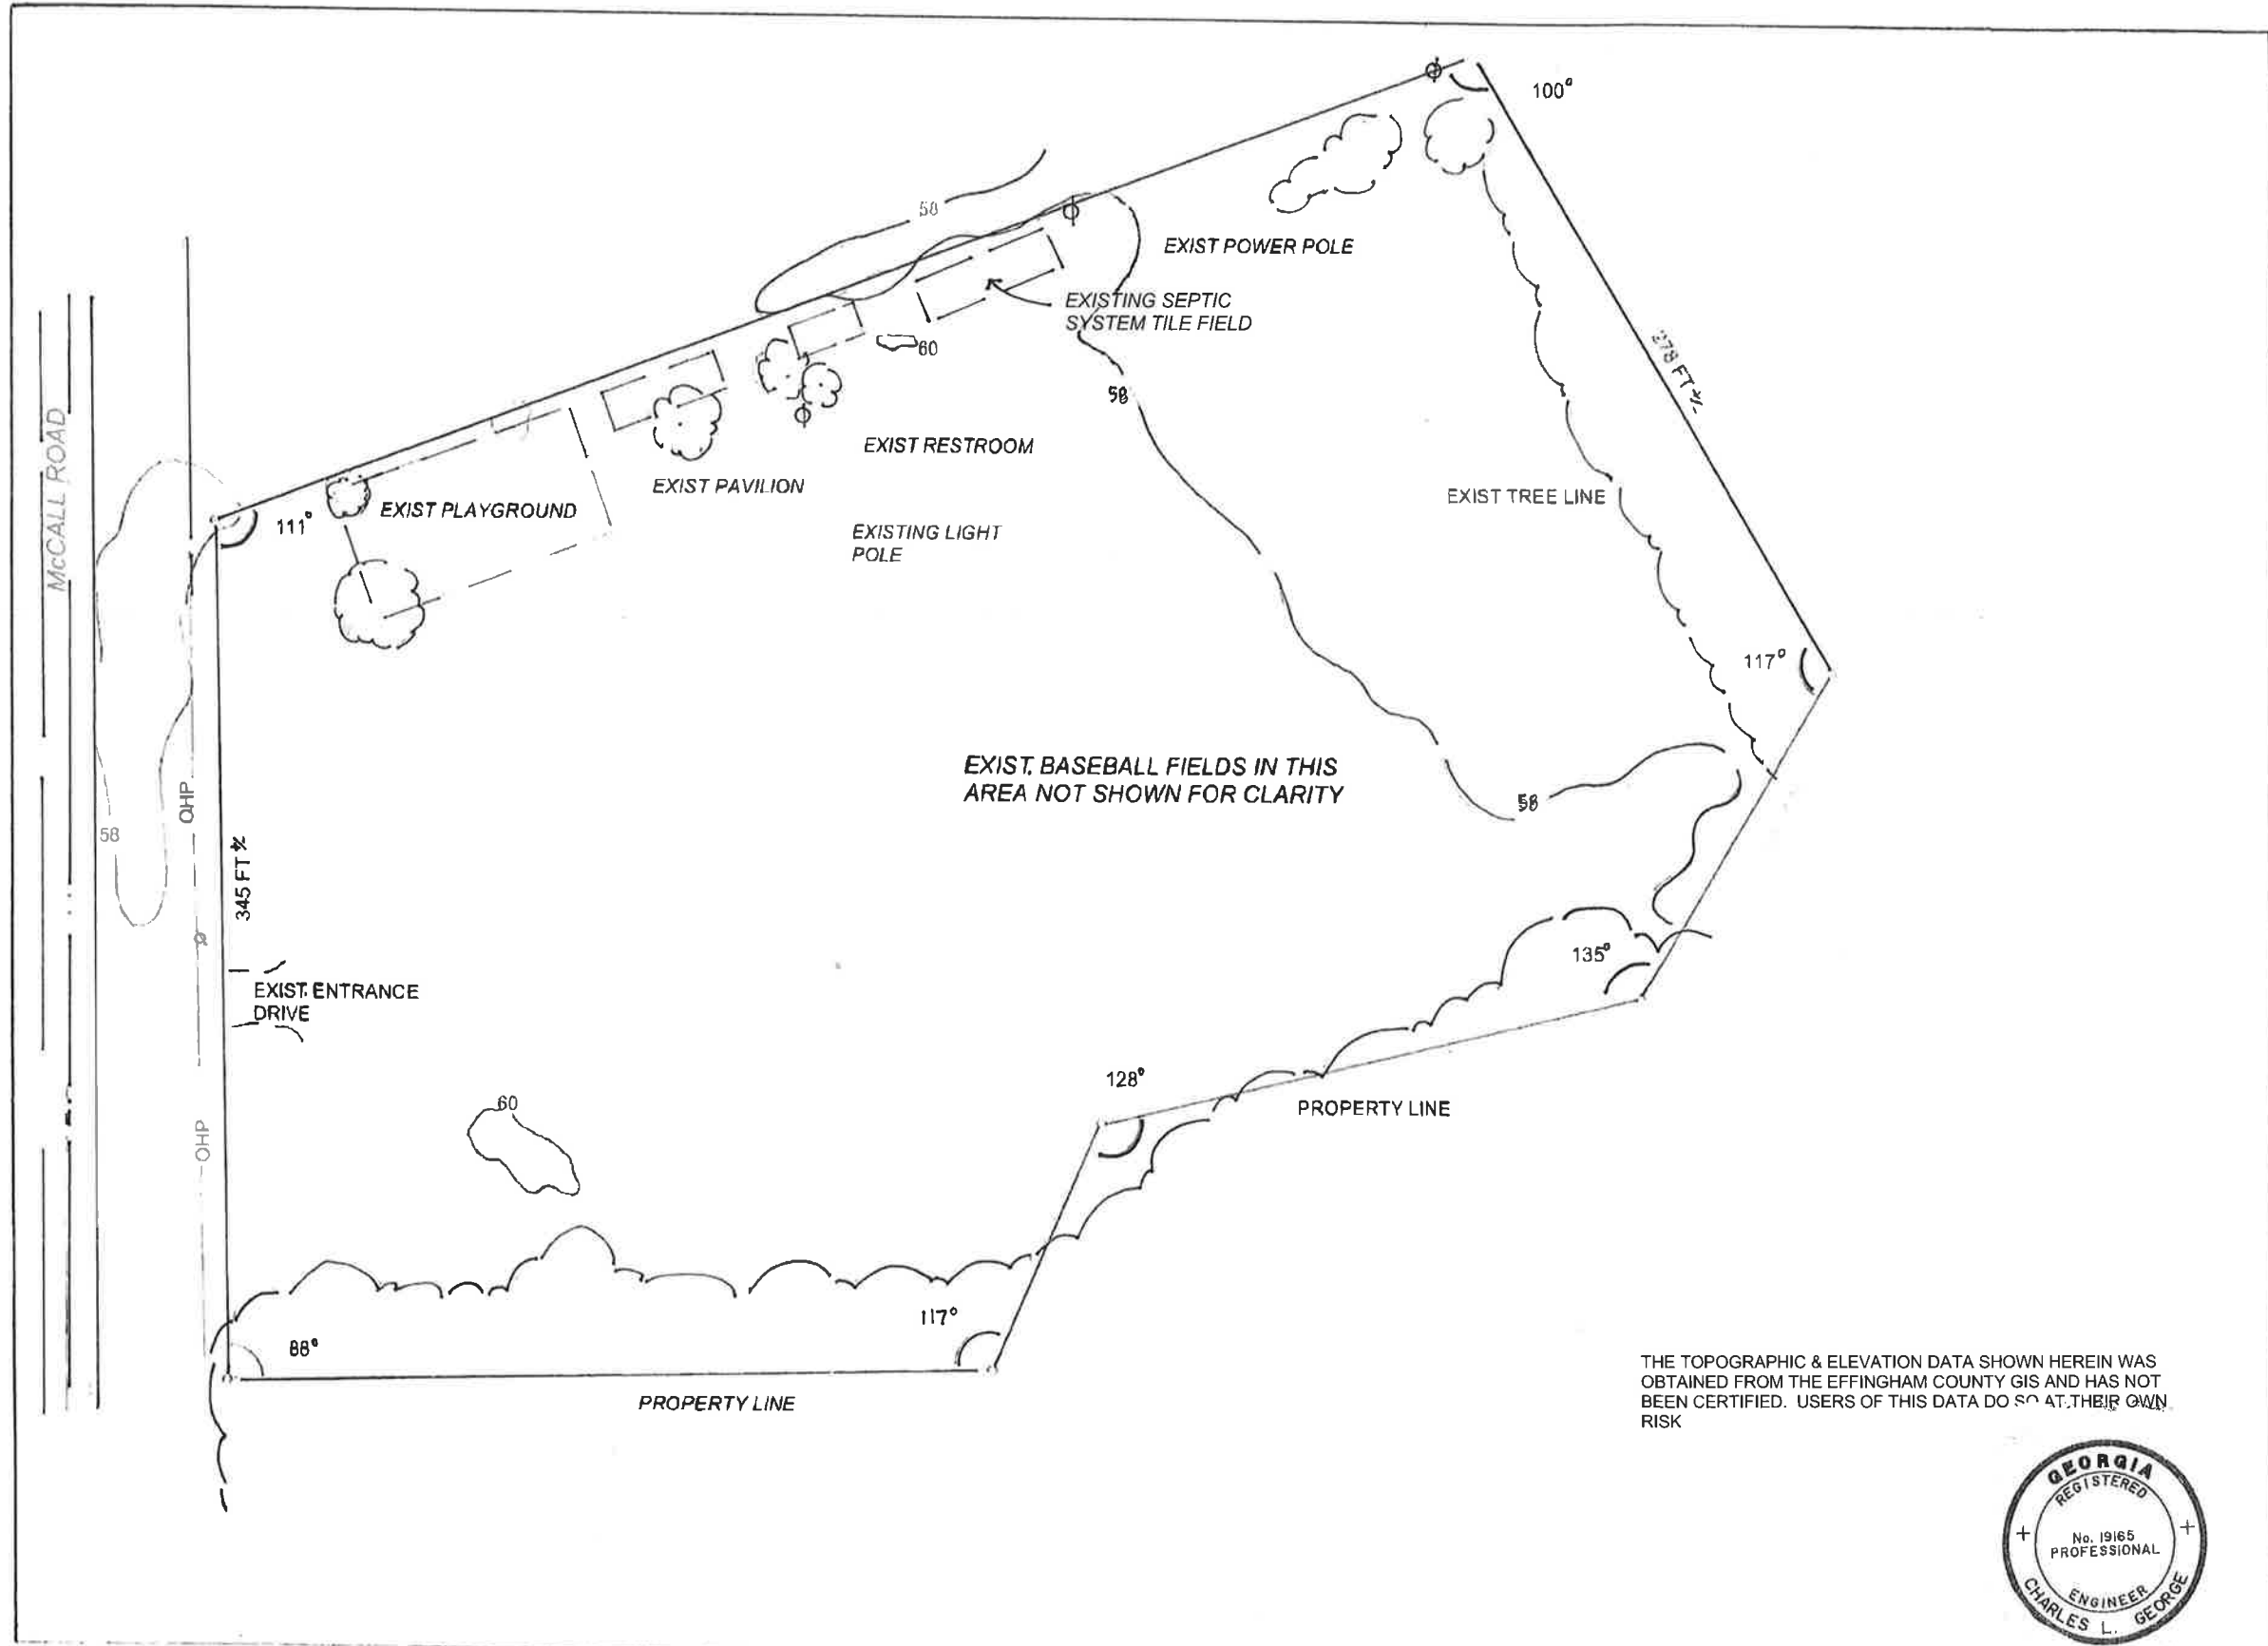 100°
58
EXIST POWER POLE
EXISTING SEPTIC
SYSTEM TILE FIELD
60
278 FT +/-
58
McCALL ROAD
EXIST RESTROOM
EXIST PAVILION
EXIST TREE LINE
EXIST PLAYGROUND
111°
EXISTING LIGHT
POLE
117°
EXIST. BASEBALL FIELDS IN THIS
AREA NOT SHOWN FOR CLARITY
58
OHP
58
345 FT +/-
135°
EXIST. ENTRANCE
DRIVE
128°
60
PROPERTY LINE
OHP
117°
88°
PROPERTY LINE
THE TOPOGRAPHIC & ELEVATION DATA SHOWN HEREIN WAS
OBTAINED FROM THE EFFINGHAM COUNTY GIS AND HAS NOT
BEEN CERTIFIED. USERS OF THIS DATA DO SO AT THEIR OWN
RISK
GEORGIA
REGISTERED
No. 19165
PROFESSIONAL
ENGINEER
CHARLES L. GEORGE